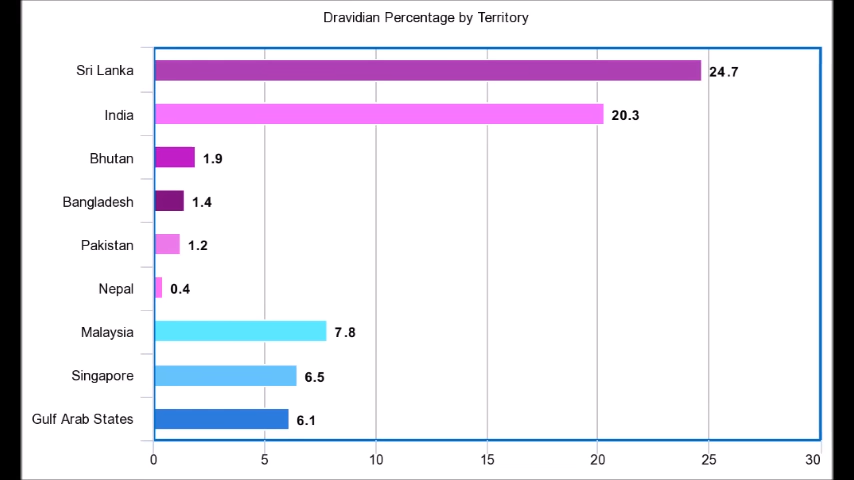 Dravidian Percentage by Territory
Sri Lanka 24.7
India 20.3
Bhutan 1.9
Bangladesh 1.4
Pakistan 1.2
Nepal 0.4
Malaysia 7.8
Singapore 6.5
Gulf Arab States 6.1
0 5 10 15 20 25 30